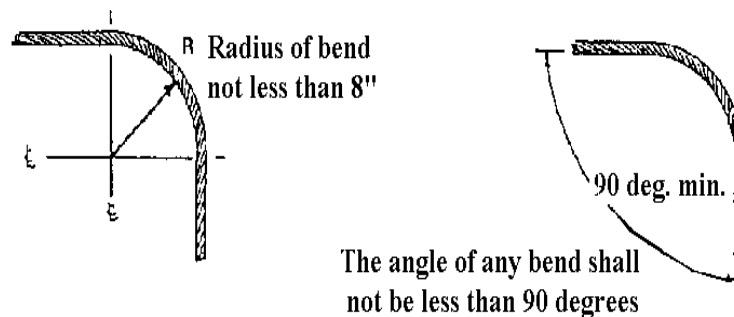 R Radius of bend
not less than 8"
℄
℄
90 deg. min.
The angle of any bend shall
not be less than 90 degrees